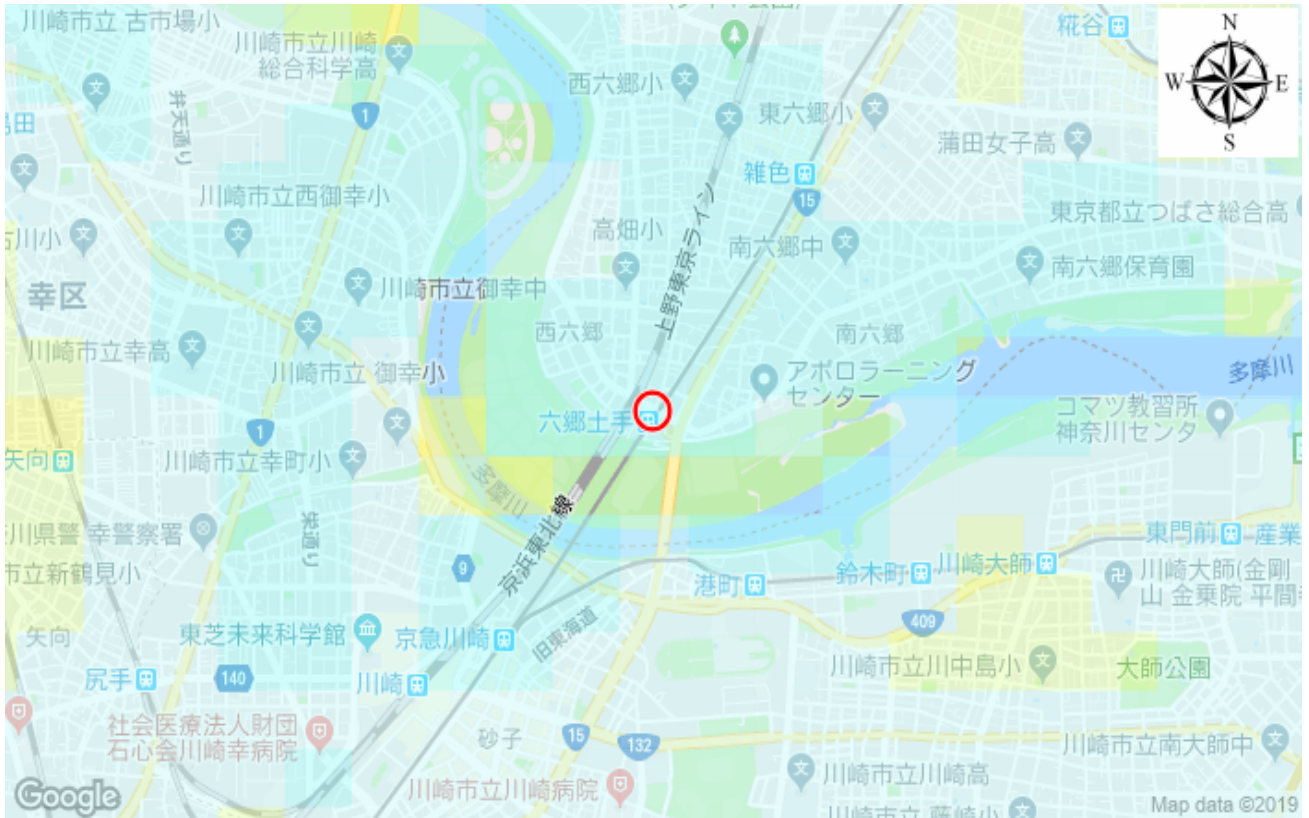 川崎市立 古市場小
川崎市立川崎
総合科学高
西六郷小
糀谷
N
W
E
S
1
井天通り
東六郷小
蒲田女子高
雑色
15
川崎市立西御幸小
高畑小
南六郷中
東京都立つばさ総合高
南六郷保育園
上野東京ライン
幸区
川崎市立御幸中
西六郷
南六郷
川崎市立幸高
川崎市立 御幸小
アポロラーニング
センター
多摩川
六郷土手
コマツ教習所
神奈川センタ
1
矢向
川崎市立幸町小
多摩川
京浜東北線
栄通り
幸警察署
東門前
産業
市立新鶴見小
9
港町
鈴木町
川崎大師
川崎大師(金剛
山 金乗院 平間寺
矢向
東芝未来科学館
京急川崎
旧東海道
409
川崎市立川中島小
大師公園
尻手
140
川崎
社会医療法人財団
石心会川崎幸病院
砂子
15
132
川崎市立南大師中
川崎市立川崎病院
川崎市立川崎高
川崎市立 藤崎小
Google
Map data ©2019